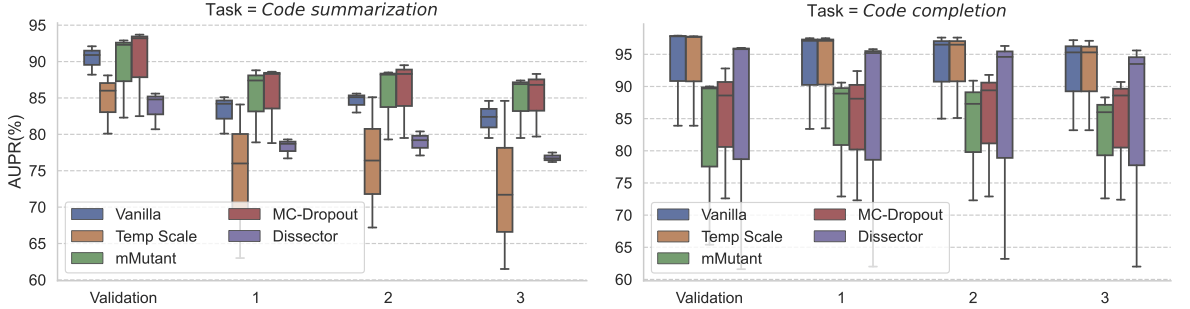 Task = Code summarization
AUPR(%)
95
90
85
80
75
70
65
60
Vanilla
Temp Scale
mMutant
MC-Dropout
Dissector
Validation
1
2
3
Task = Code completion
95
90
85
80
75
70
65
60
Vanilla
Temp Scale
mMutant
MC-Dropout
Dissector
Validation
1
2
3